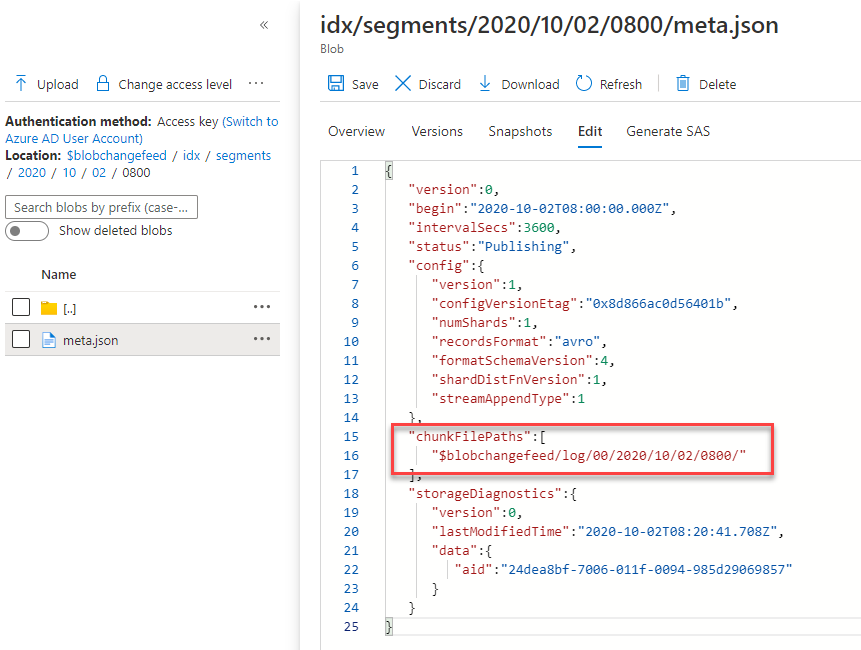 «
Upload Change access level ...
Authentication method: Access key (Switch to
Azure AD User Account)
Location: $blobchangefeed / idx / segments
/ 2020 / 10 / 02 / 0800
Search blobs by prefix (case-...
Show deleted blobs
Name
[..] ...
meta.json ...
idx/segments/2020/10/02/0800/meta.json
Blob
Save Discard Download Refresh Delete
Overview Versions Snapshots Edit Generate SAS
1 {
2 "version":0,
3 "begin":"2020-10-02T08:00:00.000Z",
4 "intervalSecs":3600,
5 "status":"Publishing",
6 "config":{
7 "version":1,
8 "configVersionEtag":"0x8d866ac0d56401b",
9 "numShards":1,
10 "recordsFormat":"avro",
11 "formatSchemaVersion":4,
12 "shardDistFnVersion":1,
13 "streamAppendType":1
14 },
15 "chunkFilePaths":[
16 "$blobchangefeed/log/00/2020/10/02/0800/"
17 ],
18 "storageDiagnostics":{
19 "version":0,
20 "lastModifiedTime":"2020-10-02T08:20:41.708Z",
21 "data":{
22 "aid":"24dea8bf-7006-011f-0094-985d29069857"
23 }
24 }
25 }